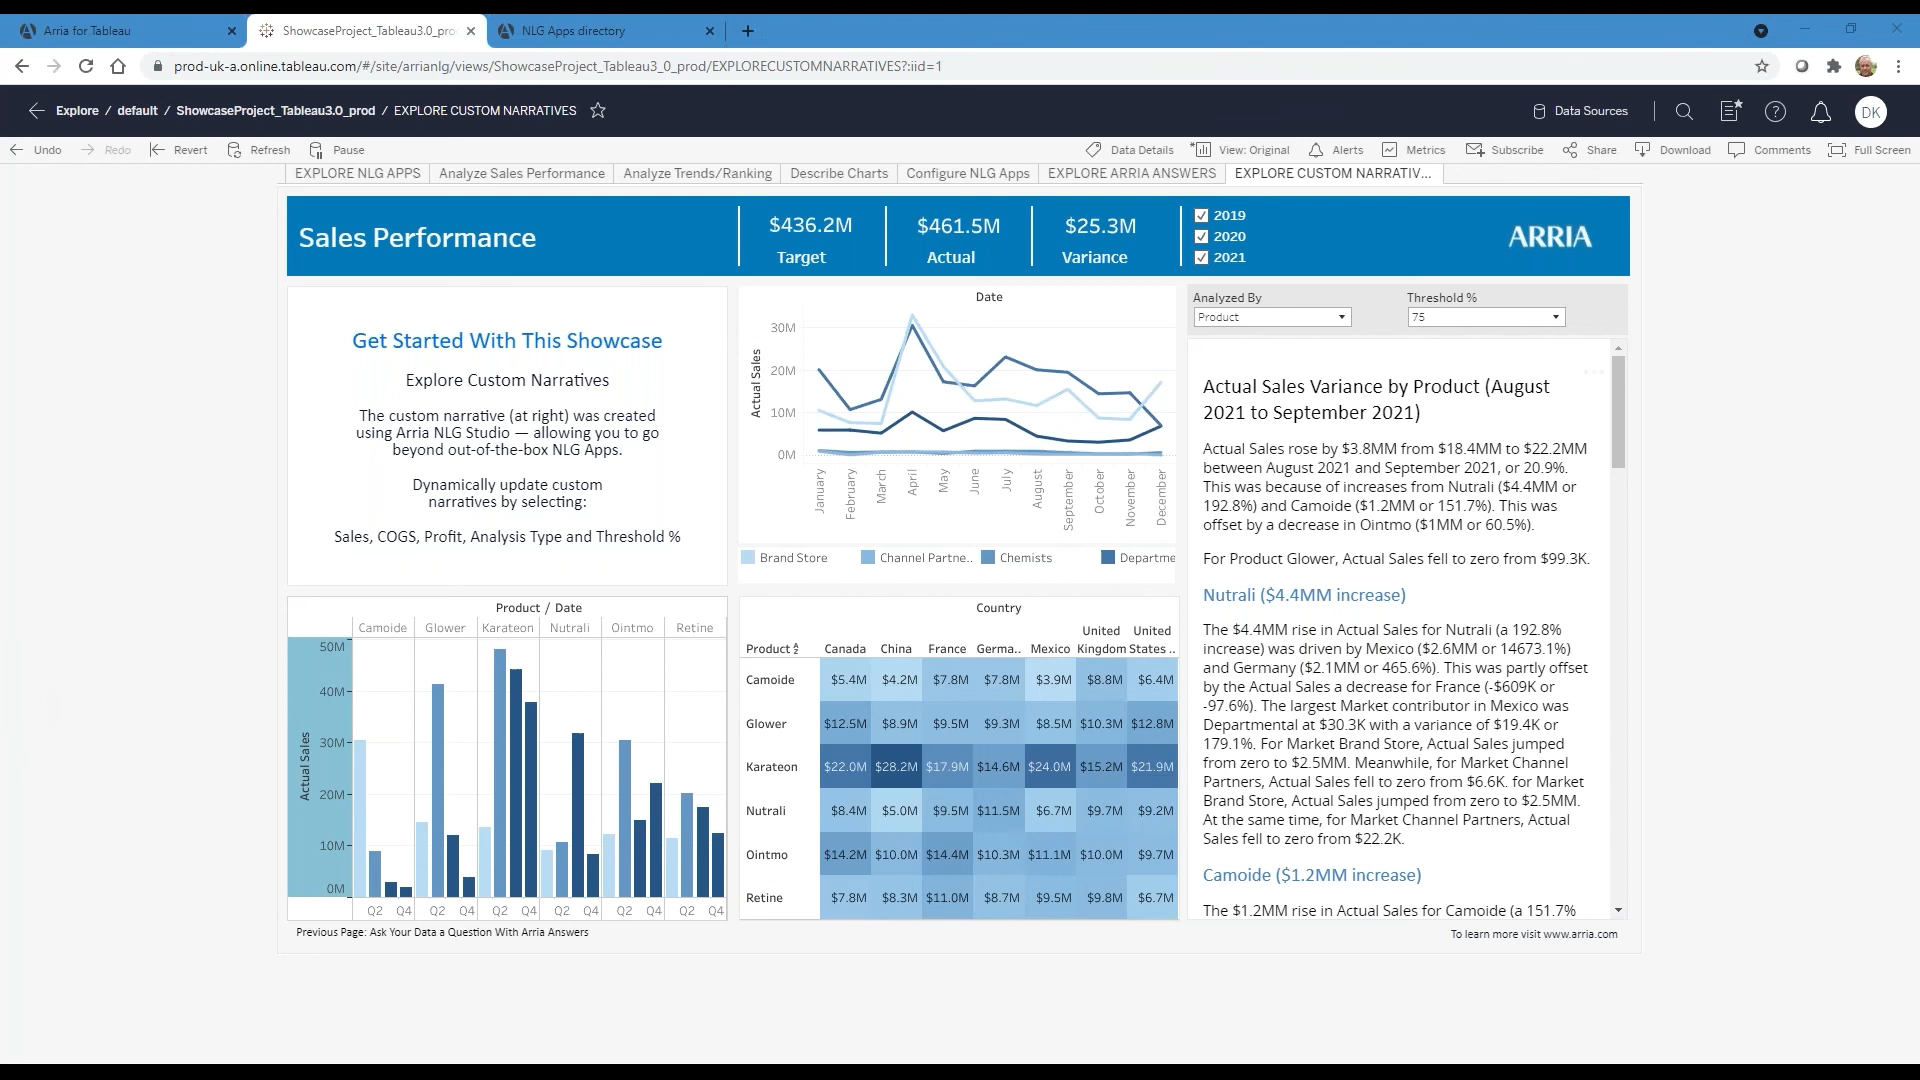 Arria for Tableau
ShowcaseProject_Tableau3.0_pro
NLG Apps directory
prod-uk-a.online.tableau.com/#/site/arrianlg/views/ShowcaseProject_Tableau3_0_prod/EXPLORECUSTOMNARRATIVES?:iid=1
Explore / default / ShowcaseProject_Tableau3.0_prod / EXPLORE CUSTOM NARRATIVES
Data Sources
DK
Undo Redo Revert Refresh Pause
Data Details View: Original Alerts Metrics Subscribe Share Download Comments Full Screen
EXPLORE NLG APPS Analyze Sales Performance Analyze Trends/Ranking Describe Charts Configure NLG Apps EXPLORE ARRIA ANSWERS EXPLORE CUSTOM NARRATIV...
Sales Performance
$436.2M
Target
$461.5M
Actual
$25.3M
Variance
2019
2020
2021
ARRIA
Get Started With This Showcase
Explore Custom Narratives
The custom narrative (at right) was created
using Arria NLG Studio — allowing you to go
beyond out-of-the-box NLG Apps.
Dynamically update custom
narratives by selecting:
Sales, COGS, Profit, Analysis Type and Threshold %
Date
Actual Sales
30M
20M
10M
0M
January February March April May June July August September October November December
Brand Store Channel Partne.. Chemists Departme
Analyzed By
Product
Threshold %
75
Actual Sales Variance by Product (August
2021 to September 2021)
Actual Sales rose by $3.8MM from $18.4MM to $22.2MM
between August 2021 and September 2021, or 20.9%.
This was because of increases from Nutrali ($4.4MM or
192.8%) and Camoide ($1.2MM or 151.7%). This was
offset by a decrease in Ointmo ($1MM or 60.5%).
For Product Glower, Actual Sales fell to zero from $99.3K.
Nutrali ($4.4MM increase)
The $4.4MM rise in Actual Sales for Nutrali (a 192.8%
increase) was driven by Mexico ($2.6MM or 14673.1%)
and Germany ($2.1MM or 465.6%). This was partly offset
by the Actual Sales a decrease for France (-$609K or
-97.6%). The largest Market contributor in Mexico was
Departmental at $30.3K with a variance of $19.4K or
179.1%. For Market Brand Store, Actual Sales jumped
from zero to $2.5MM. Meanwhile, for Market Channel
Partners, Actual Sales fell to zero from $6.6K. for Market
Brand Store, Actual Sales jumped from zero to $2.5MM.
At the same time, for Market Channel Partners, Actual
Sales fell to zero from $22.2K.
Camoide ($1.2MM increase)
The $1.2MM rise in Actual Sales for Camoide (a 151.7%
Product / Date
Camoide Glower Karateon Nutrali Ointmo Retine
Actual Sales
50M
40M
30M
20M
10M
0M
Q2 Q4 Q2 Q4 Q2 Q4 Q2 Q4 Q2 Q4 Q2 Q4
Country
Product Canada China France Germa.. Mexico United Kingdom United States ..
Camoide $5.4M $4.2M $7.8M $7.8M $3.9M $8.8M $6.4M
Glower $12.5M $8.9M $9.5M $9.3M $8.5M $10.3M $12.8M
Karateon $22.0M $28.2M $17.9M $14.6M $24.0M $15.2M $21.9M
Nutrali $8.4M $5.0M $9.5M $11.5M $6.7M $9.7M $9.2M
Ointmo $14.2M $10.0M $14.4M $10.3M $11.1M $10.0M $9.7M
Retine $7.8M $8.3M $11.0M $8.7M $9.5M $9.8M $6.7M
Previous Page: Ask Your Data a Question With Arria Answers
To learn more visit www.arria.com